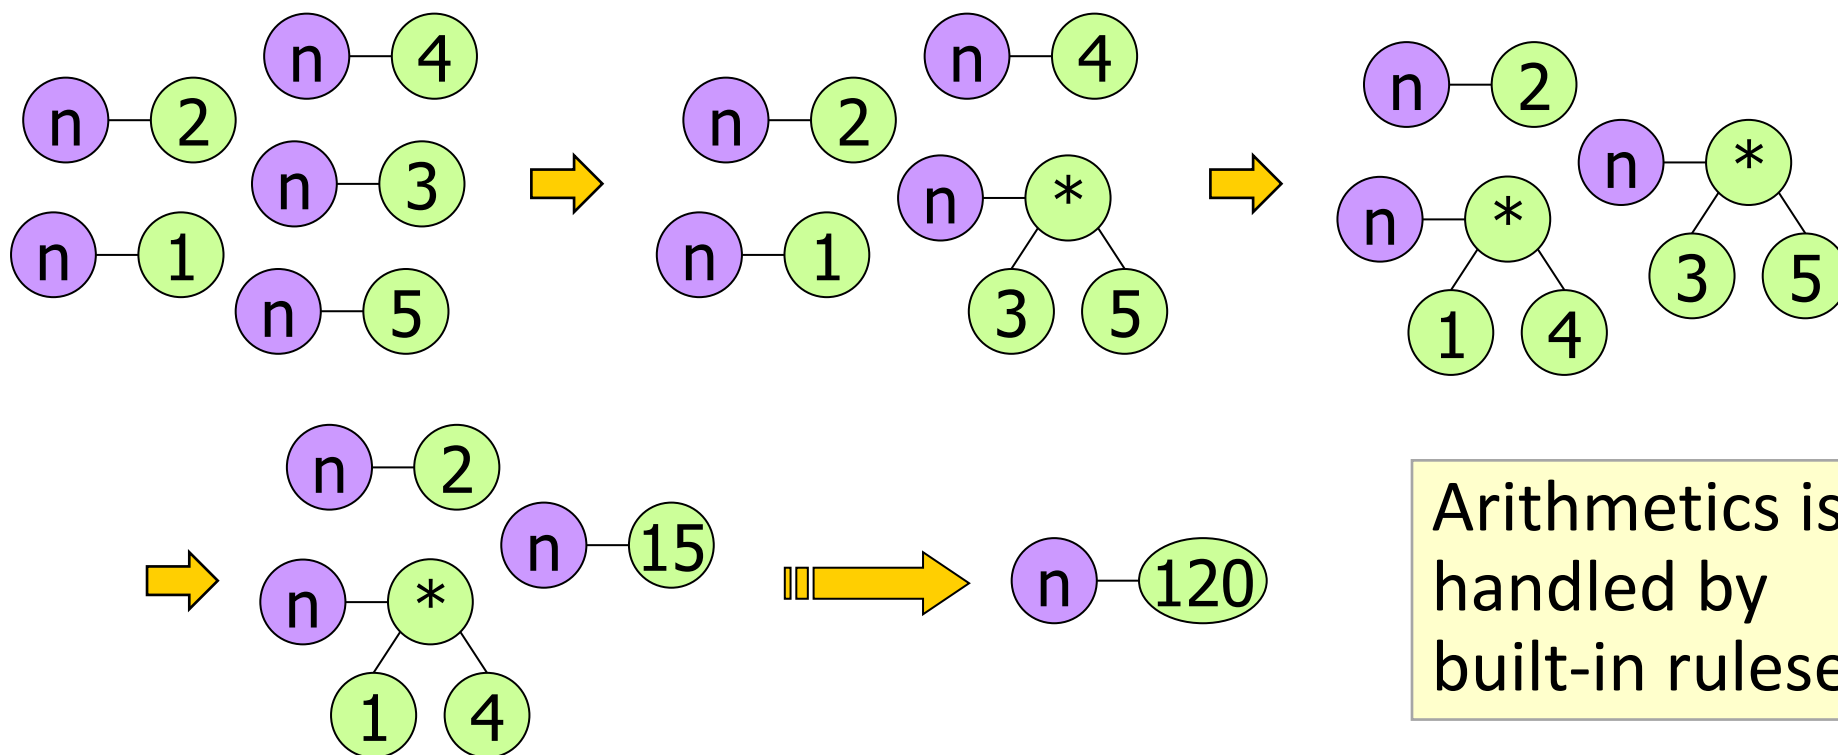 n 4
n 2
n 3
n 1
n 5
n 4
n 2
n *
n 1
3 5
n 2
n *
n *
3 5
1 4
n 2
n 15
n *
1 4
n 120
Arithmetics is
handled by
built-in rulese